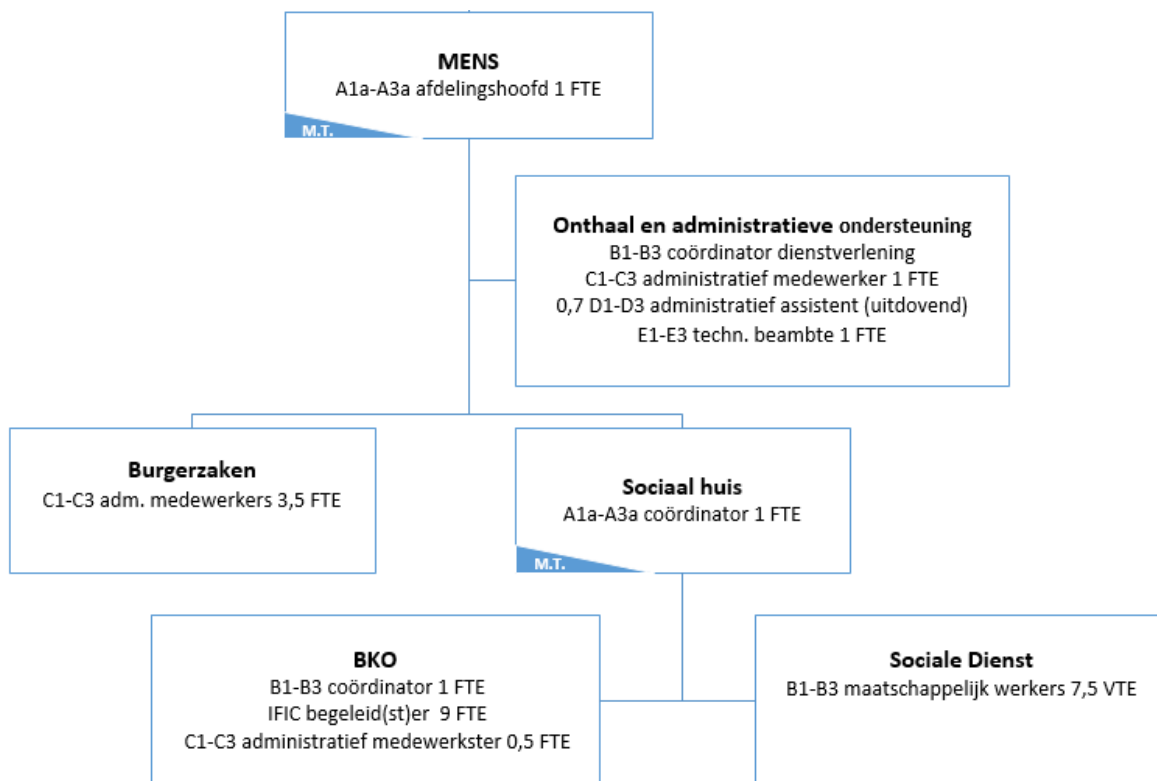 MENS
A1a-A3a afdelingshoofd 1 FTE
M.T.
Onthaal en administratieve ondersteuning
B1-B3 coördinator dienstverlening
C1-C3 administratief medewerker 1 FTE
0,7 D1-D3 administratief assistent (uitdovend)
E1-E3 techn. beambte 1 FTE
Burgerzaken
C1-C3 adm. medewerkers 3,5 FTE
Sociaal huis
A1a-A3a coördinator 1 FTE
M.T.
BKO
B1-B3 coördinator 1 FTE
IFIC begeleid(st)er 9 FTE
C1-C3 administratief medewerkster 0,5 FTE
Sociale Dienst
B1-B3 maatschappelijk werkers 7,5 VTE